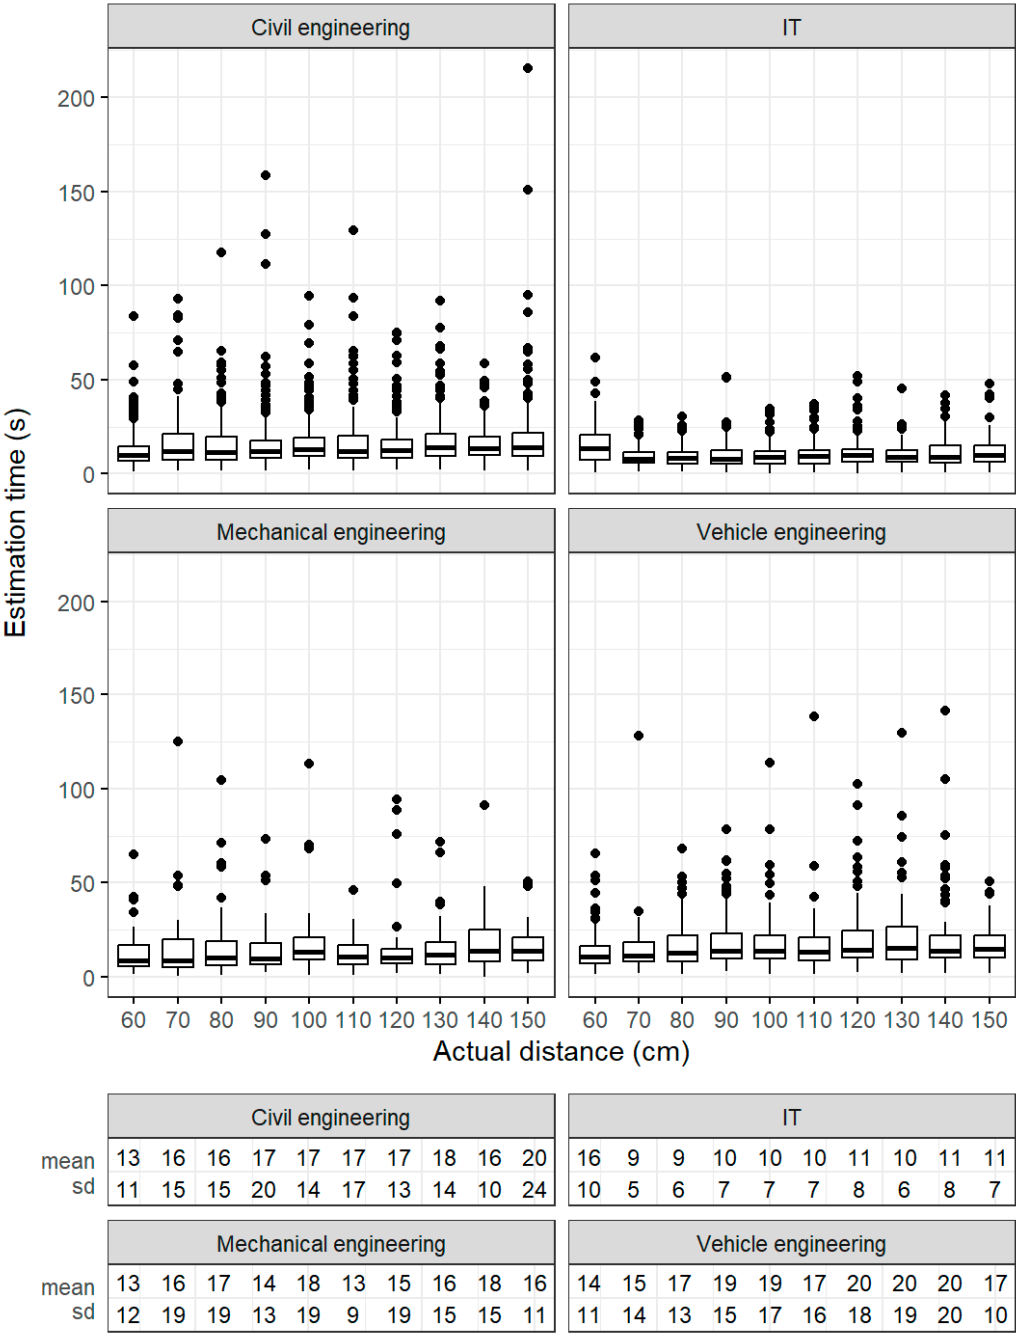 Civil engineering IT
200
150
100
50
0
Mechanical engineering Vehicle engineering
200
150
100
50
0
Estimation time (s)
60 70 80 90 100 110 120 130 140 150 60 70 80 90 100 110 120 130 140 150
Actual distance (cm)
Civil engineering IT
mean 13 16 16 17 17 17 17 18 16 20 16 9 9 10 10 10 11 10 11 11
sd 11 15 15 20 14 17 13 14 10 24 10 5 6 7 7 7 8 6 8 7
Mechanical engineering Vehicle engineering
mean 13 16 17 14 18 13 15 16 18 16 14 15 17 19 19 17 20 20 20 17
sd 12 19 19 13 19 9 19 15 15 11 11 14 13 15 17 16 18 19 20 10